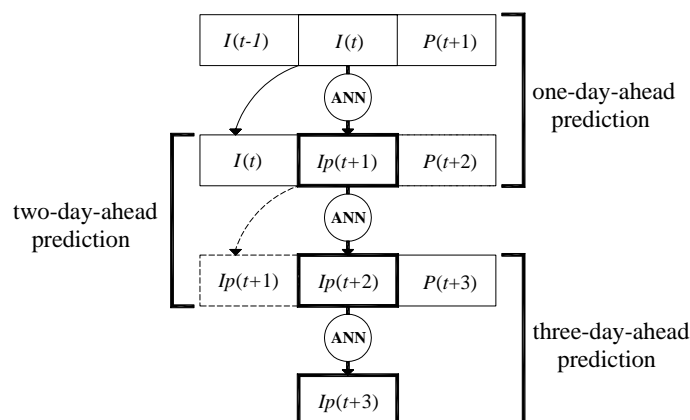 I(t-1) I(t) P(t+1)
ANN
one-day-ahead
prediction
I(t) Ip(t+1) P(t+2)
two-day-ahead
prediction
ANN
Ip(t+1) Ip(t+2) P(t+3)
ANN
three-day-ahead
prediction
Ip(t+3)